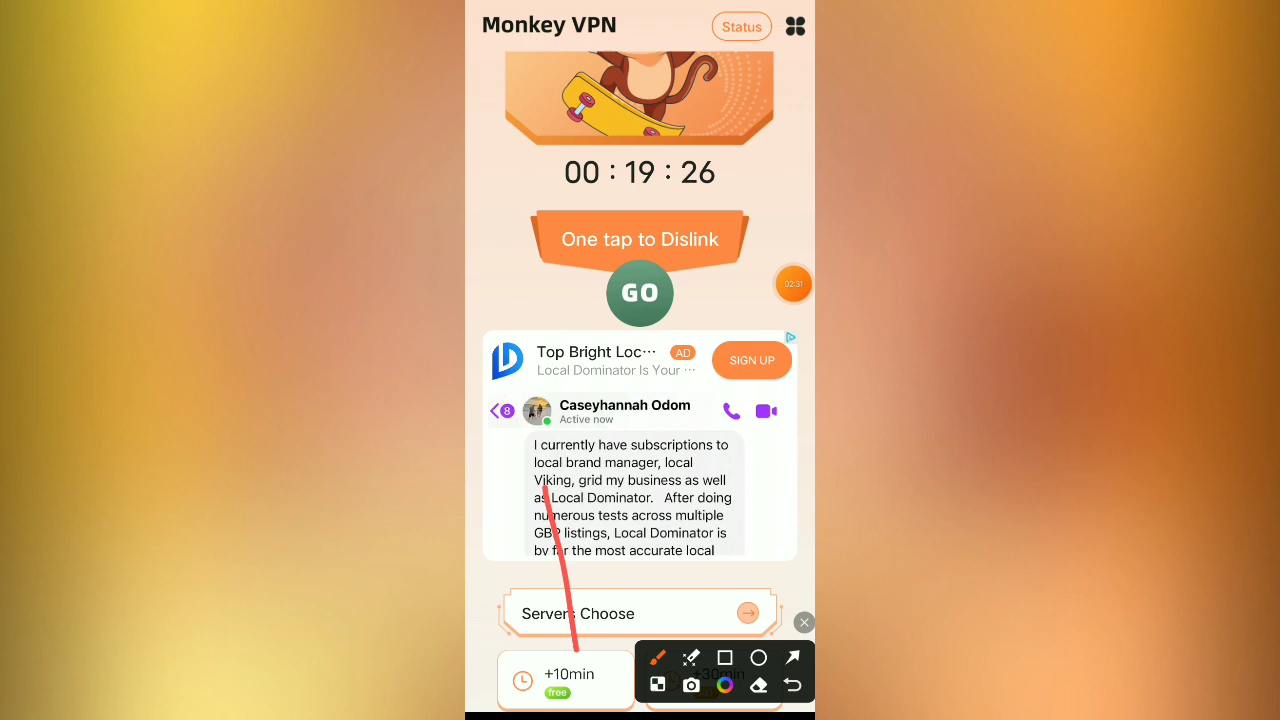 Monkey VPN
Status
00 : 19 : 26
One tap to Dislink
GO
02:31
Top Bright Loc··· AD
Local Dominator Is Your ···
SIGN UP
8
Caseyhannah Odom
Active now
I currently have subscriptions to
local brand manager, local
Viking, grid my business as well
as Local Dominator. After doing
numerous tests across multiple
GBP listings, Local Dominator is
by far the most accurate local
Servers Choose
+10min
free
+30min